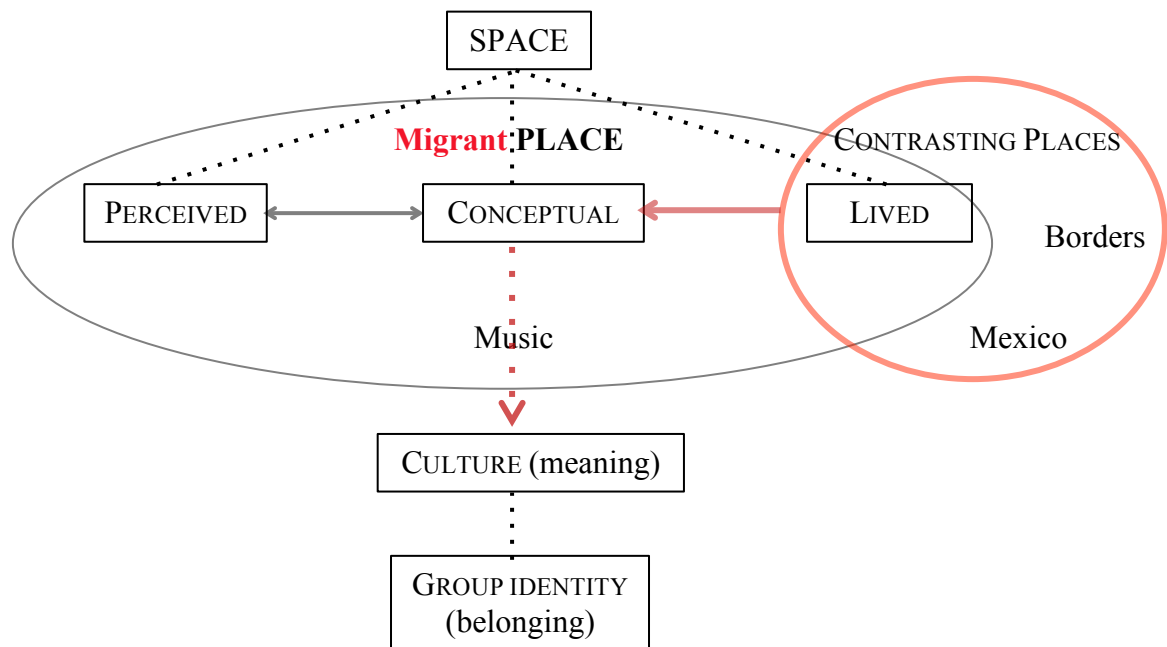 SPACE
Migrant PLACE
CONTRASTING PLACES
PERCEIVED
CONCEPTUAL
LIVED
Borders
Music
Mexico
CULTURE (meaning)
GROUP IDENTITY
(belonging)